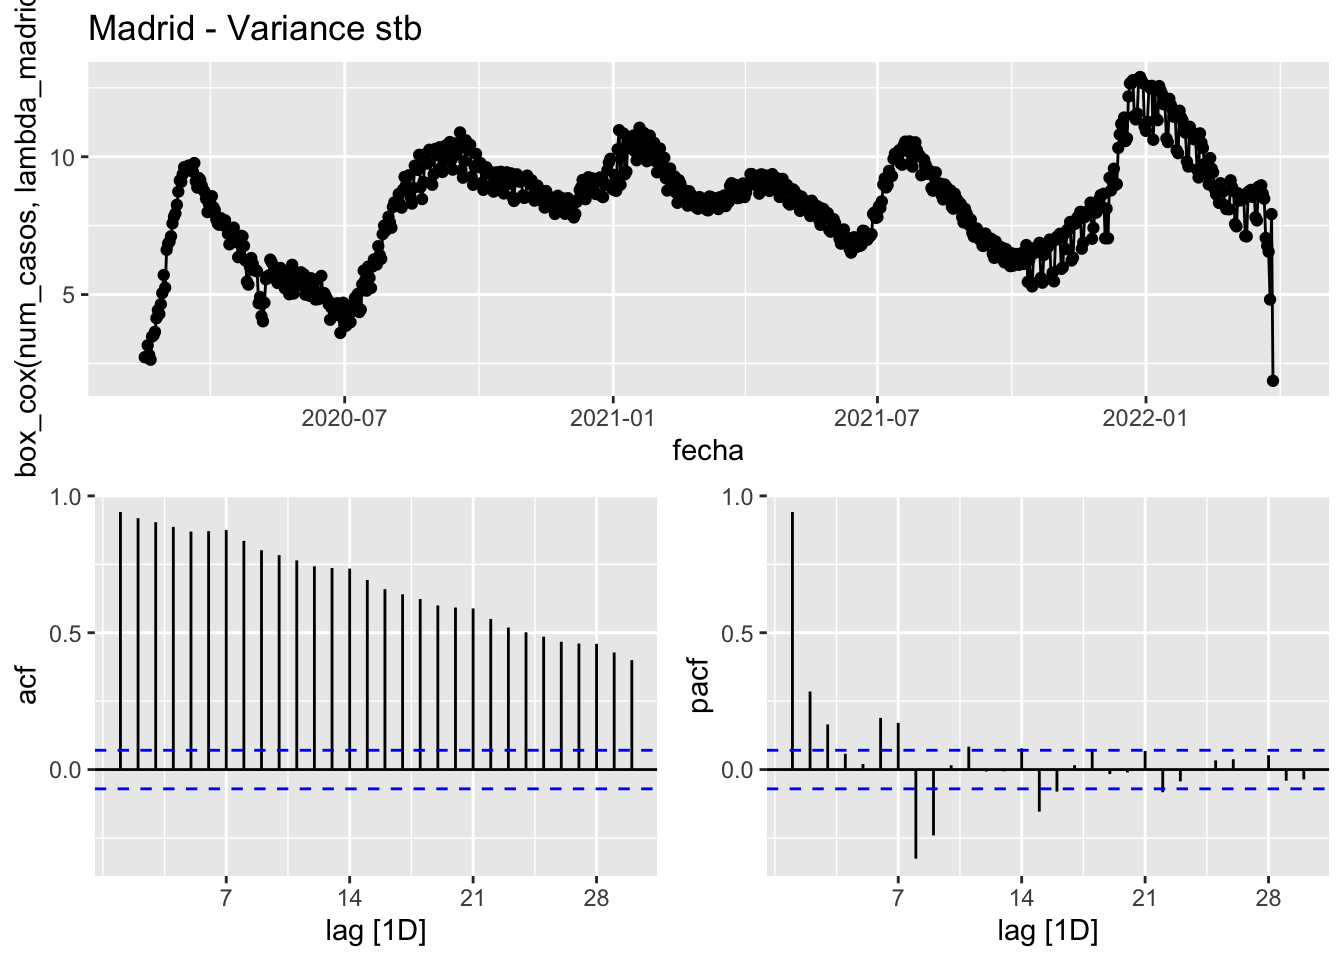 Madrid - Variance stb
box_cox(num_casos, lambda_madrid
10
5
2020-07
2021-01
2021-07
2022-01
fecha
1.0
0.5
0.0
acf
7
14
21
28
lag [1D]
1.0
0.5
0.0
pacf
7
14
21
28
lag [1D]